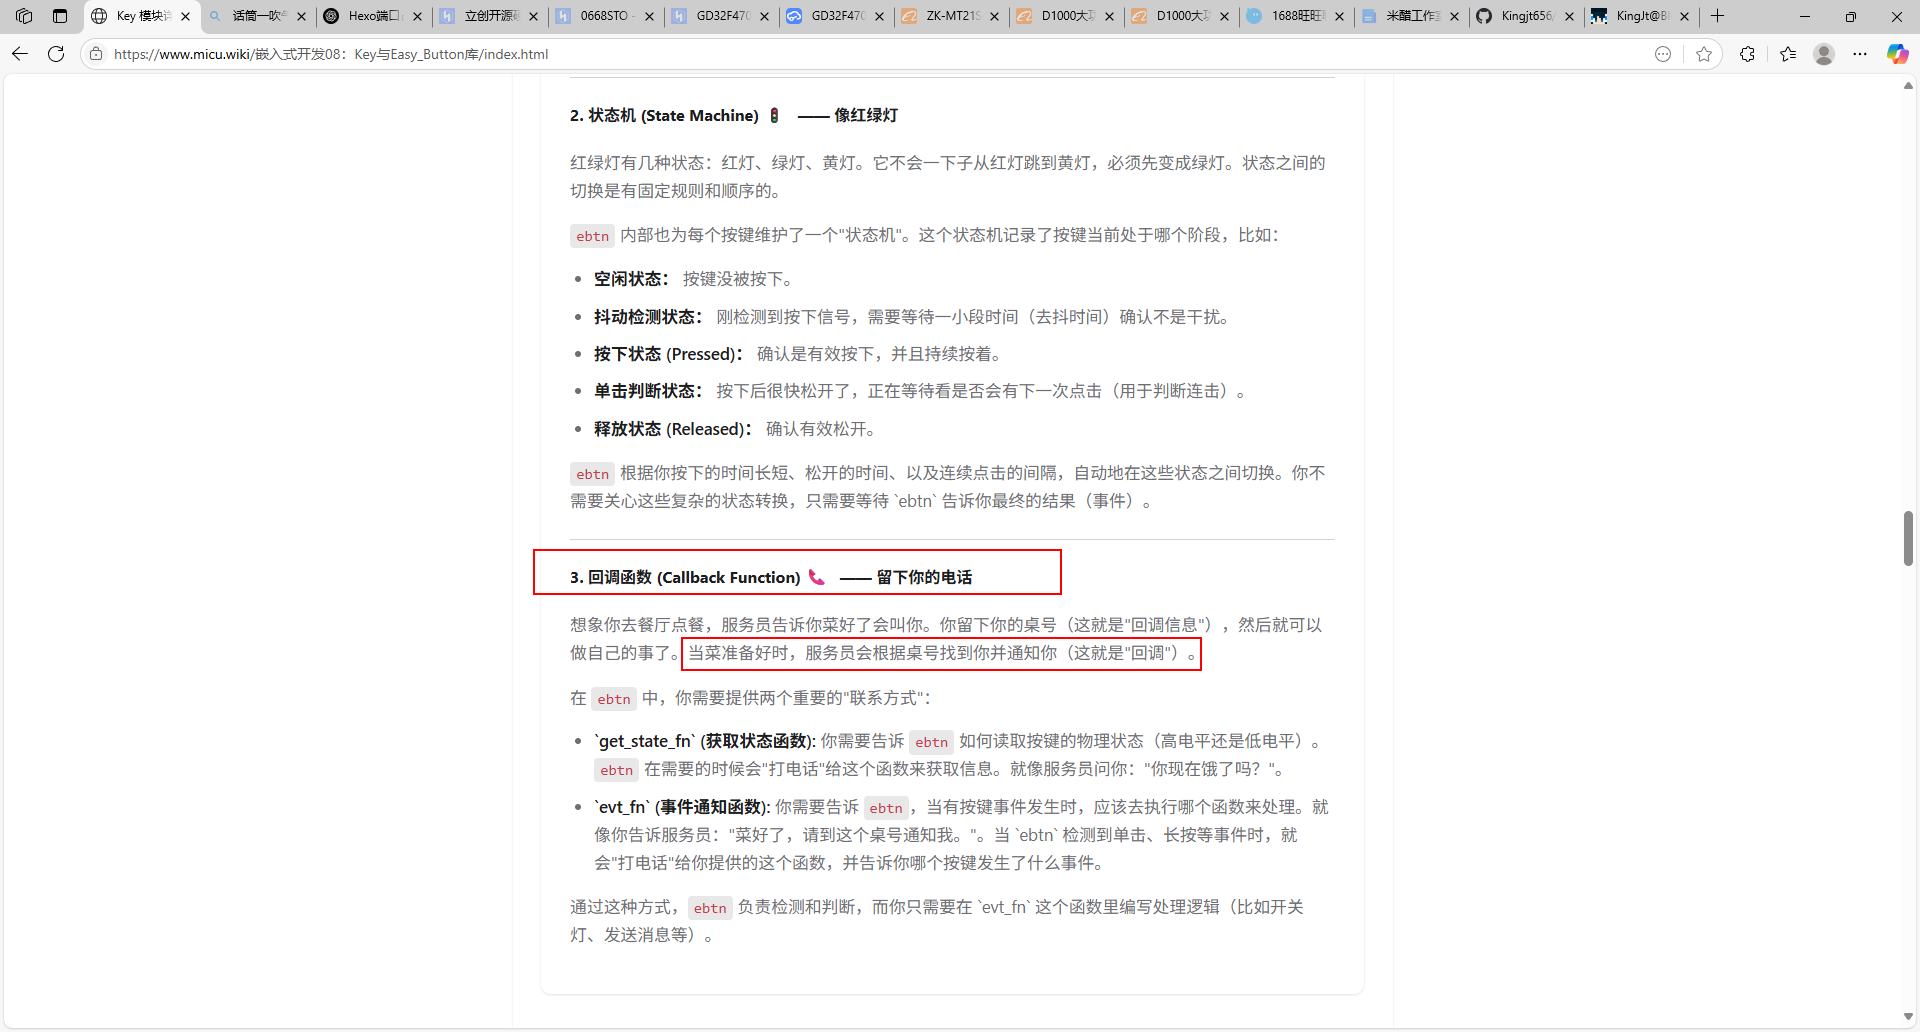 Key 模块详
话筒一吹气
Hexo端口
立创开源硬
0668STO -
GD32F470
GD32F470
ZK-MT21S
D1000大功
D1000大功
1688旺旺
米醋工作室
Kingjt656/
KingJt@Bl
https://www.micu.wiki/嵌入式开发08：Key与Easy_Button库/index.html
2. 状态机 (State Machine) 🚦 —— 像红绿灯
红绿灯有几种状态：红灯、绿灯、黄灯。它不会一下子从红灯跳到黄灯，必须先变成绿灯。状态之间的
切换是有固定规则和顺序的。
ebtn 内部也为每个按键维护了一个"状态机"。这个状态机记录了按键当前处于哪个阶段，比如：
• 空闲状态： 按键没被按下。
• 抖动检测状态： 刚检测到按下信号，需要等待一小段时间（去抖时间）确认不是干扰。
• 按下状态 (Pressed)： 确认是有效按下，并且持续按着。
• 单击判断状态： 按下后很快松开了，正在等待看是否会有下一次点击（用于判断连击）。
• 释放状态 (Released)： 确认有效松开。
ebtn 根据你按下的时间长短、松开的时间、以及连续点击的间隔，自动地在这些状态之间切换。你不
需要关心这些复杂的状态转换，只需要等待 `ebtn` 告诉你最终的结果（事件）。
3. 回调函数 (Callback Function) 📞 —— 留下你的电话
想象你去餐厅点餐，服务员告诉你菜好了会叫你。你留下你的桌号（这就是"回调信息"），然后就可以
做自己的事了。当菜准备好时，服务员会根据桌号找到你并通知你（这就是"回调"）。
在 ebtn 中，你需要提供两个重要的"联系方式"：
• `get_state_fn` (获取状态函数): 你需要告诉 ebtn 如何读取按键的物理状态（高电平还是低电平）。
ebtn 在需要的时候会"打电话"给这个函数来获取信息。就像服务员问你："你现在饿了吗？"。
• `evt_fn` (事件通知函数): 你需要告诉 ebtn，当有按键事件发生时，应该去执行哪个函数来处理。就
像你告诉服务员："菜好了，请到这个桌号通知我。"。当 `ebtn` 检测到单击、长按等事件时，就
会"打电话"给你提供的这个函数，并告诉你哪个按键发生了什么事件。
通过这种方式，ebtn 负责检测和判断，而你只需要在 `evt_fn` 这个函数里编写处理逻辑（比如开关
灯、发送消息等）。